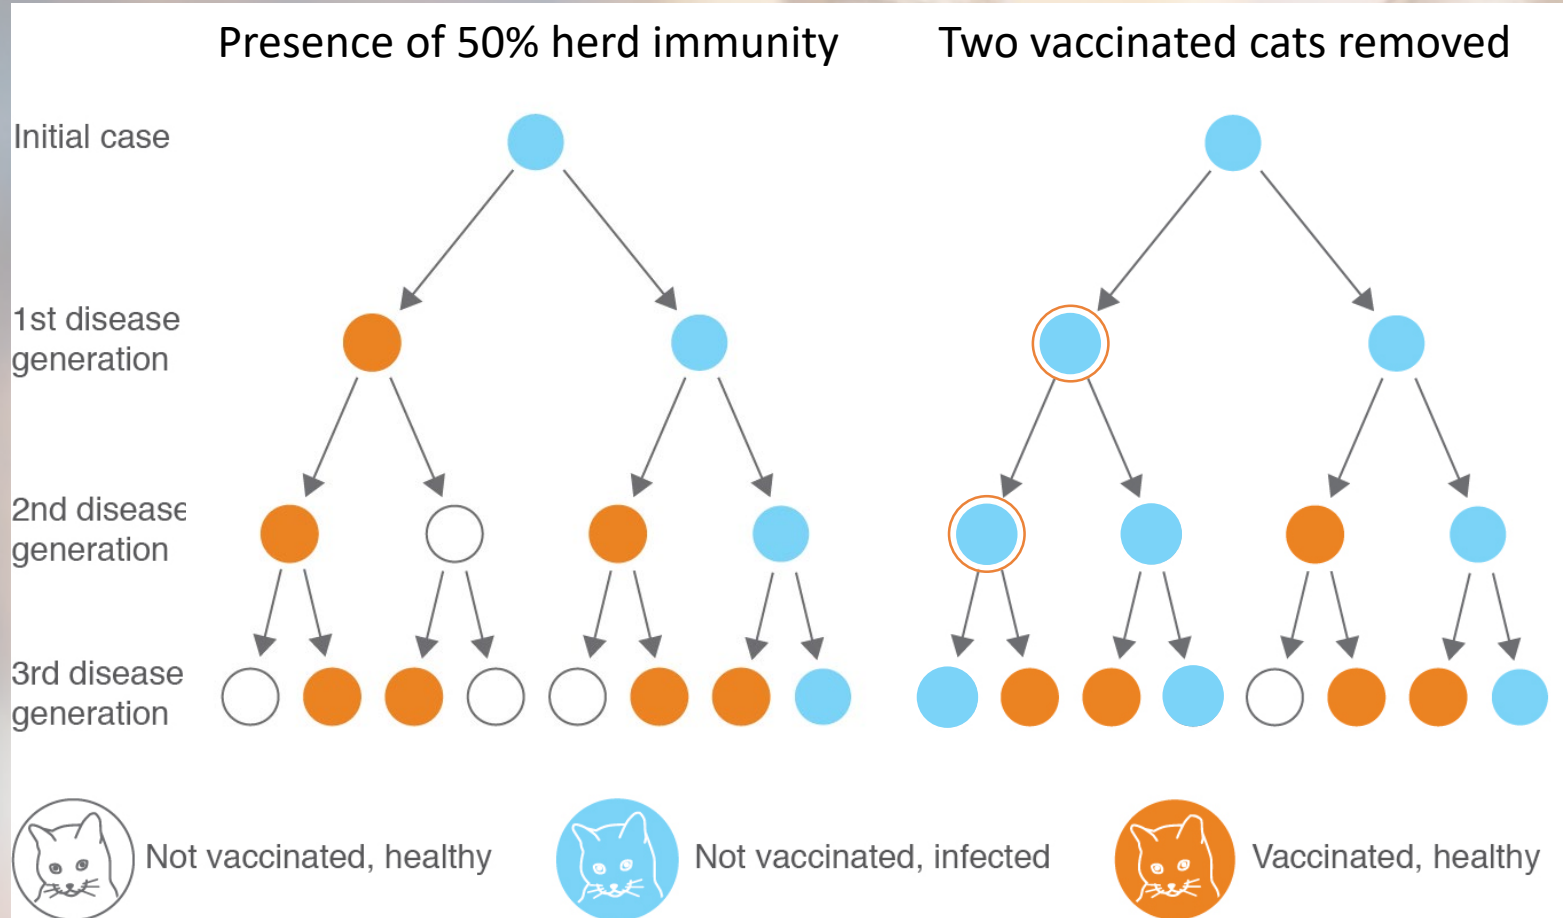 Presence of 50% herd immunity
Two vaccinated cats removed
Initial case
1st disease
generation
2nd disease
generation
3rd disease
generation
Not vaccinated, healthy
Not vaccinated, infected
Vaccinated, healthy